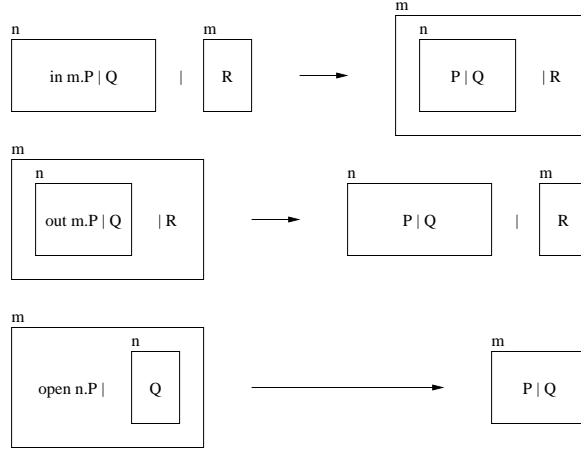 m
n m
n
in m.P | Q | R P | Q | R
m
n n m
out m.P | Q | R P | Q | R
m
n m
open n.P | Q P | Q